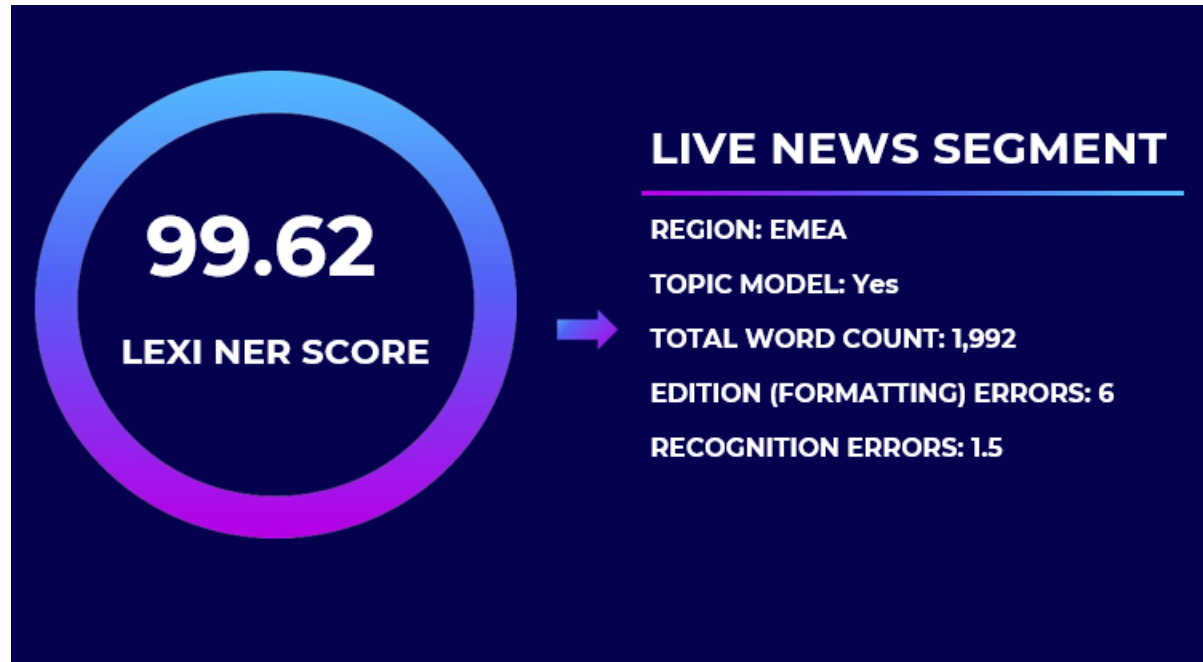 99.62
LEXI NER SCORE
LIVE NEWS SEGMENT
REGION: EMEA
TOPIC MODEL: Yes
TOTAL WORD COUNT: 1,992
EDITION (FORMATTING) ERRORS: 6
RECOGNITION ERRORS: 1.5